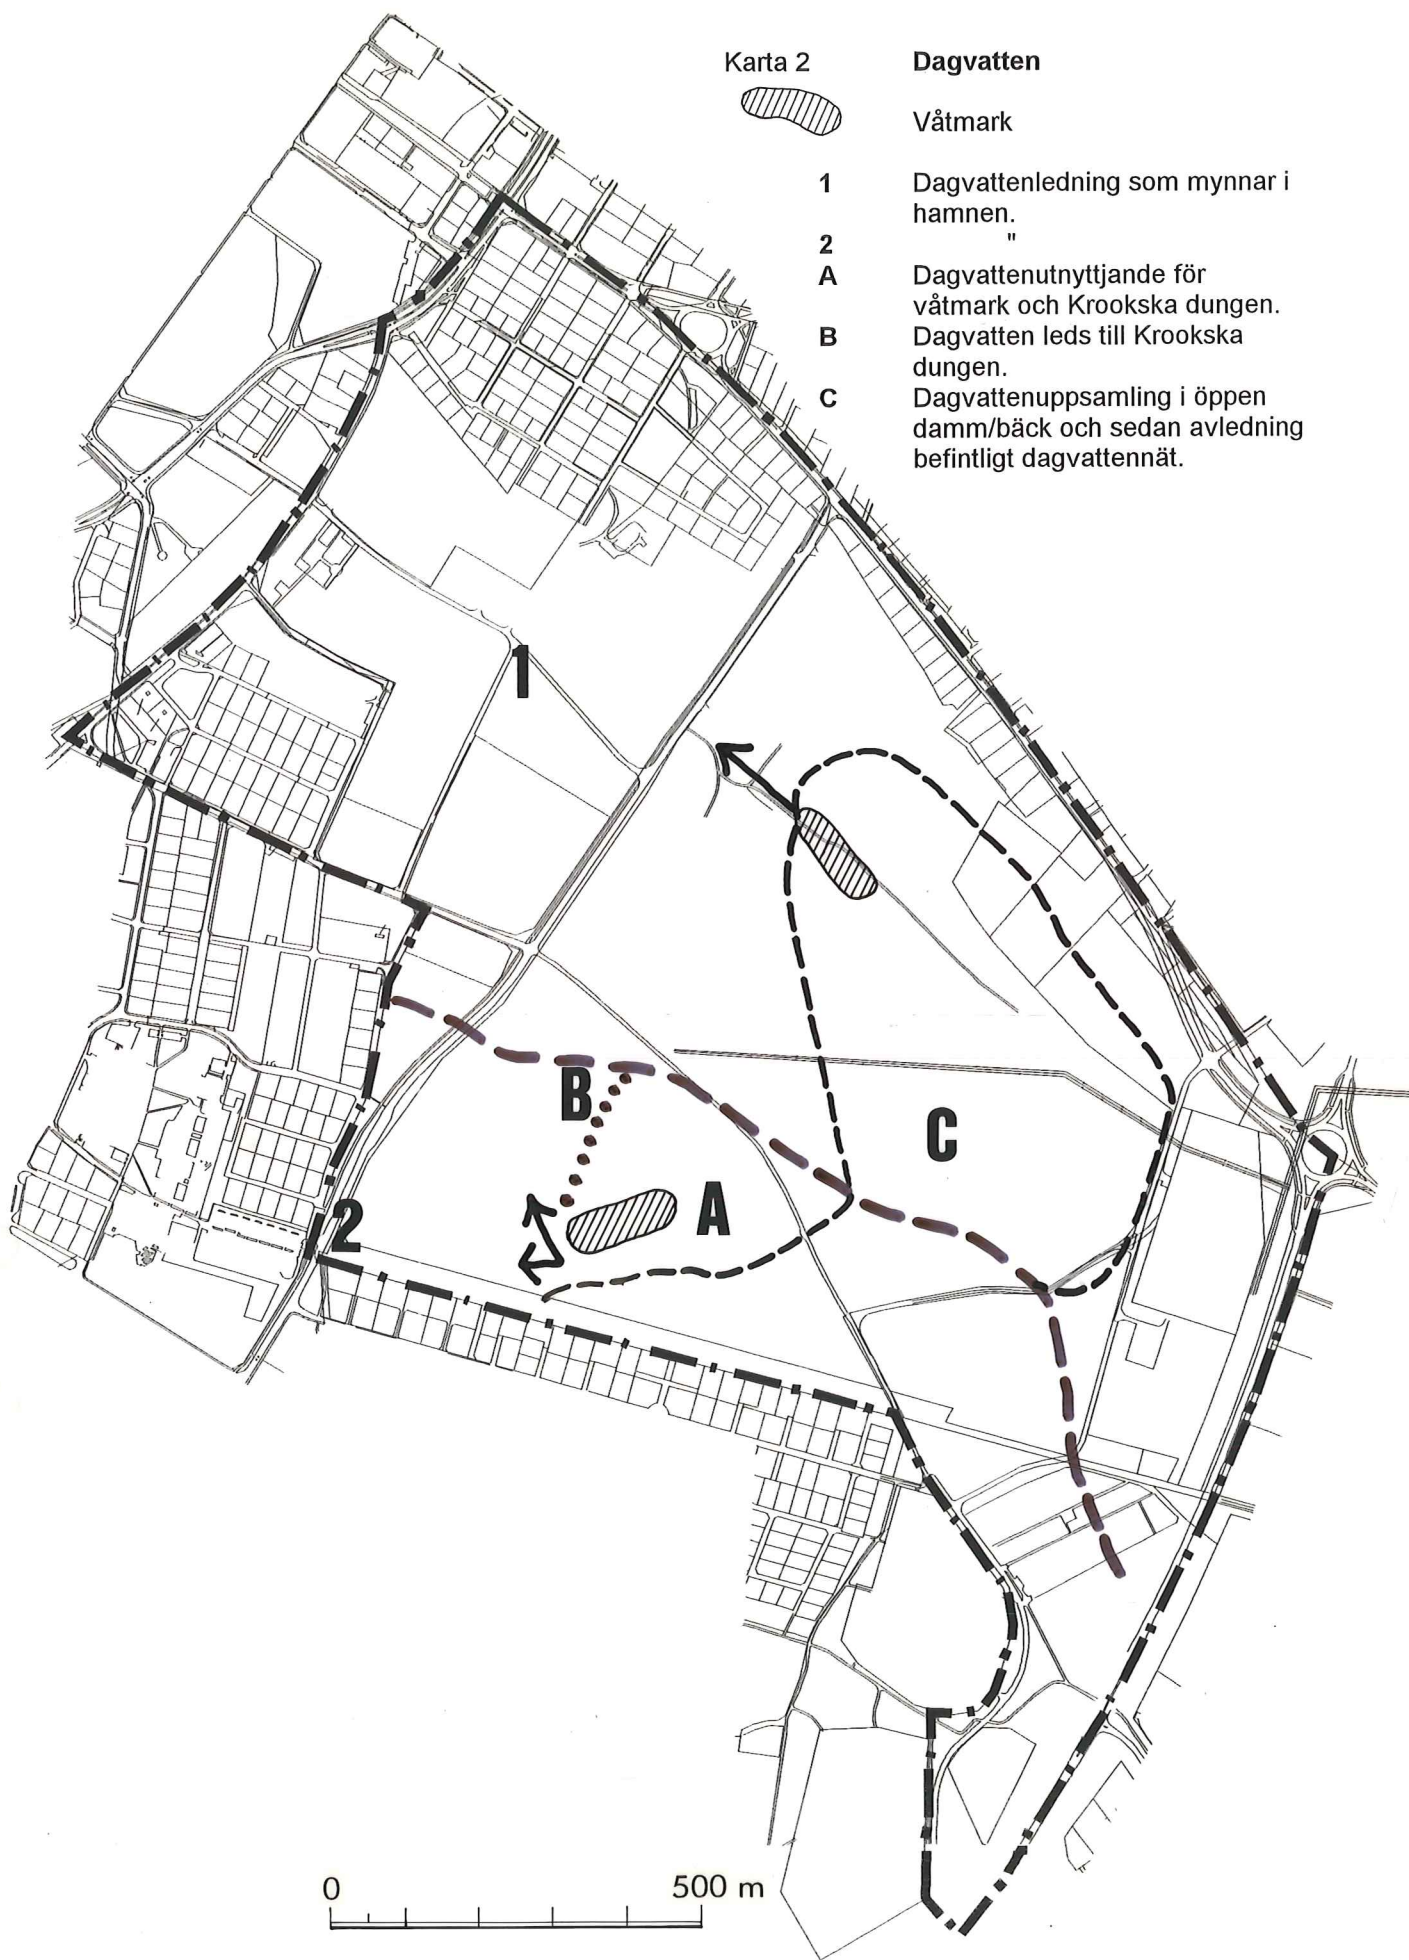 Karta 2 Dagvatten
Våtmark
1 Dagvattenledning som mynnar i
hamnen.
2 "
A Dagvattenutnyttjande för
våtmark och Krookska dungen.
B Dagvatten leds till Krookska
dungen.
C Dagvattenuppsamling i öppen
damm/bäck och sedan avledning
befintligt dagvattennät.
1
B
C
A
2
0 500 m